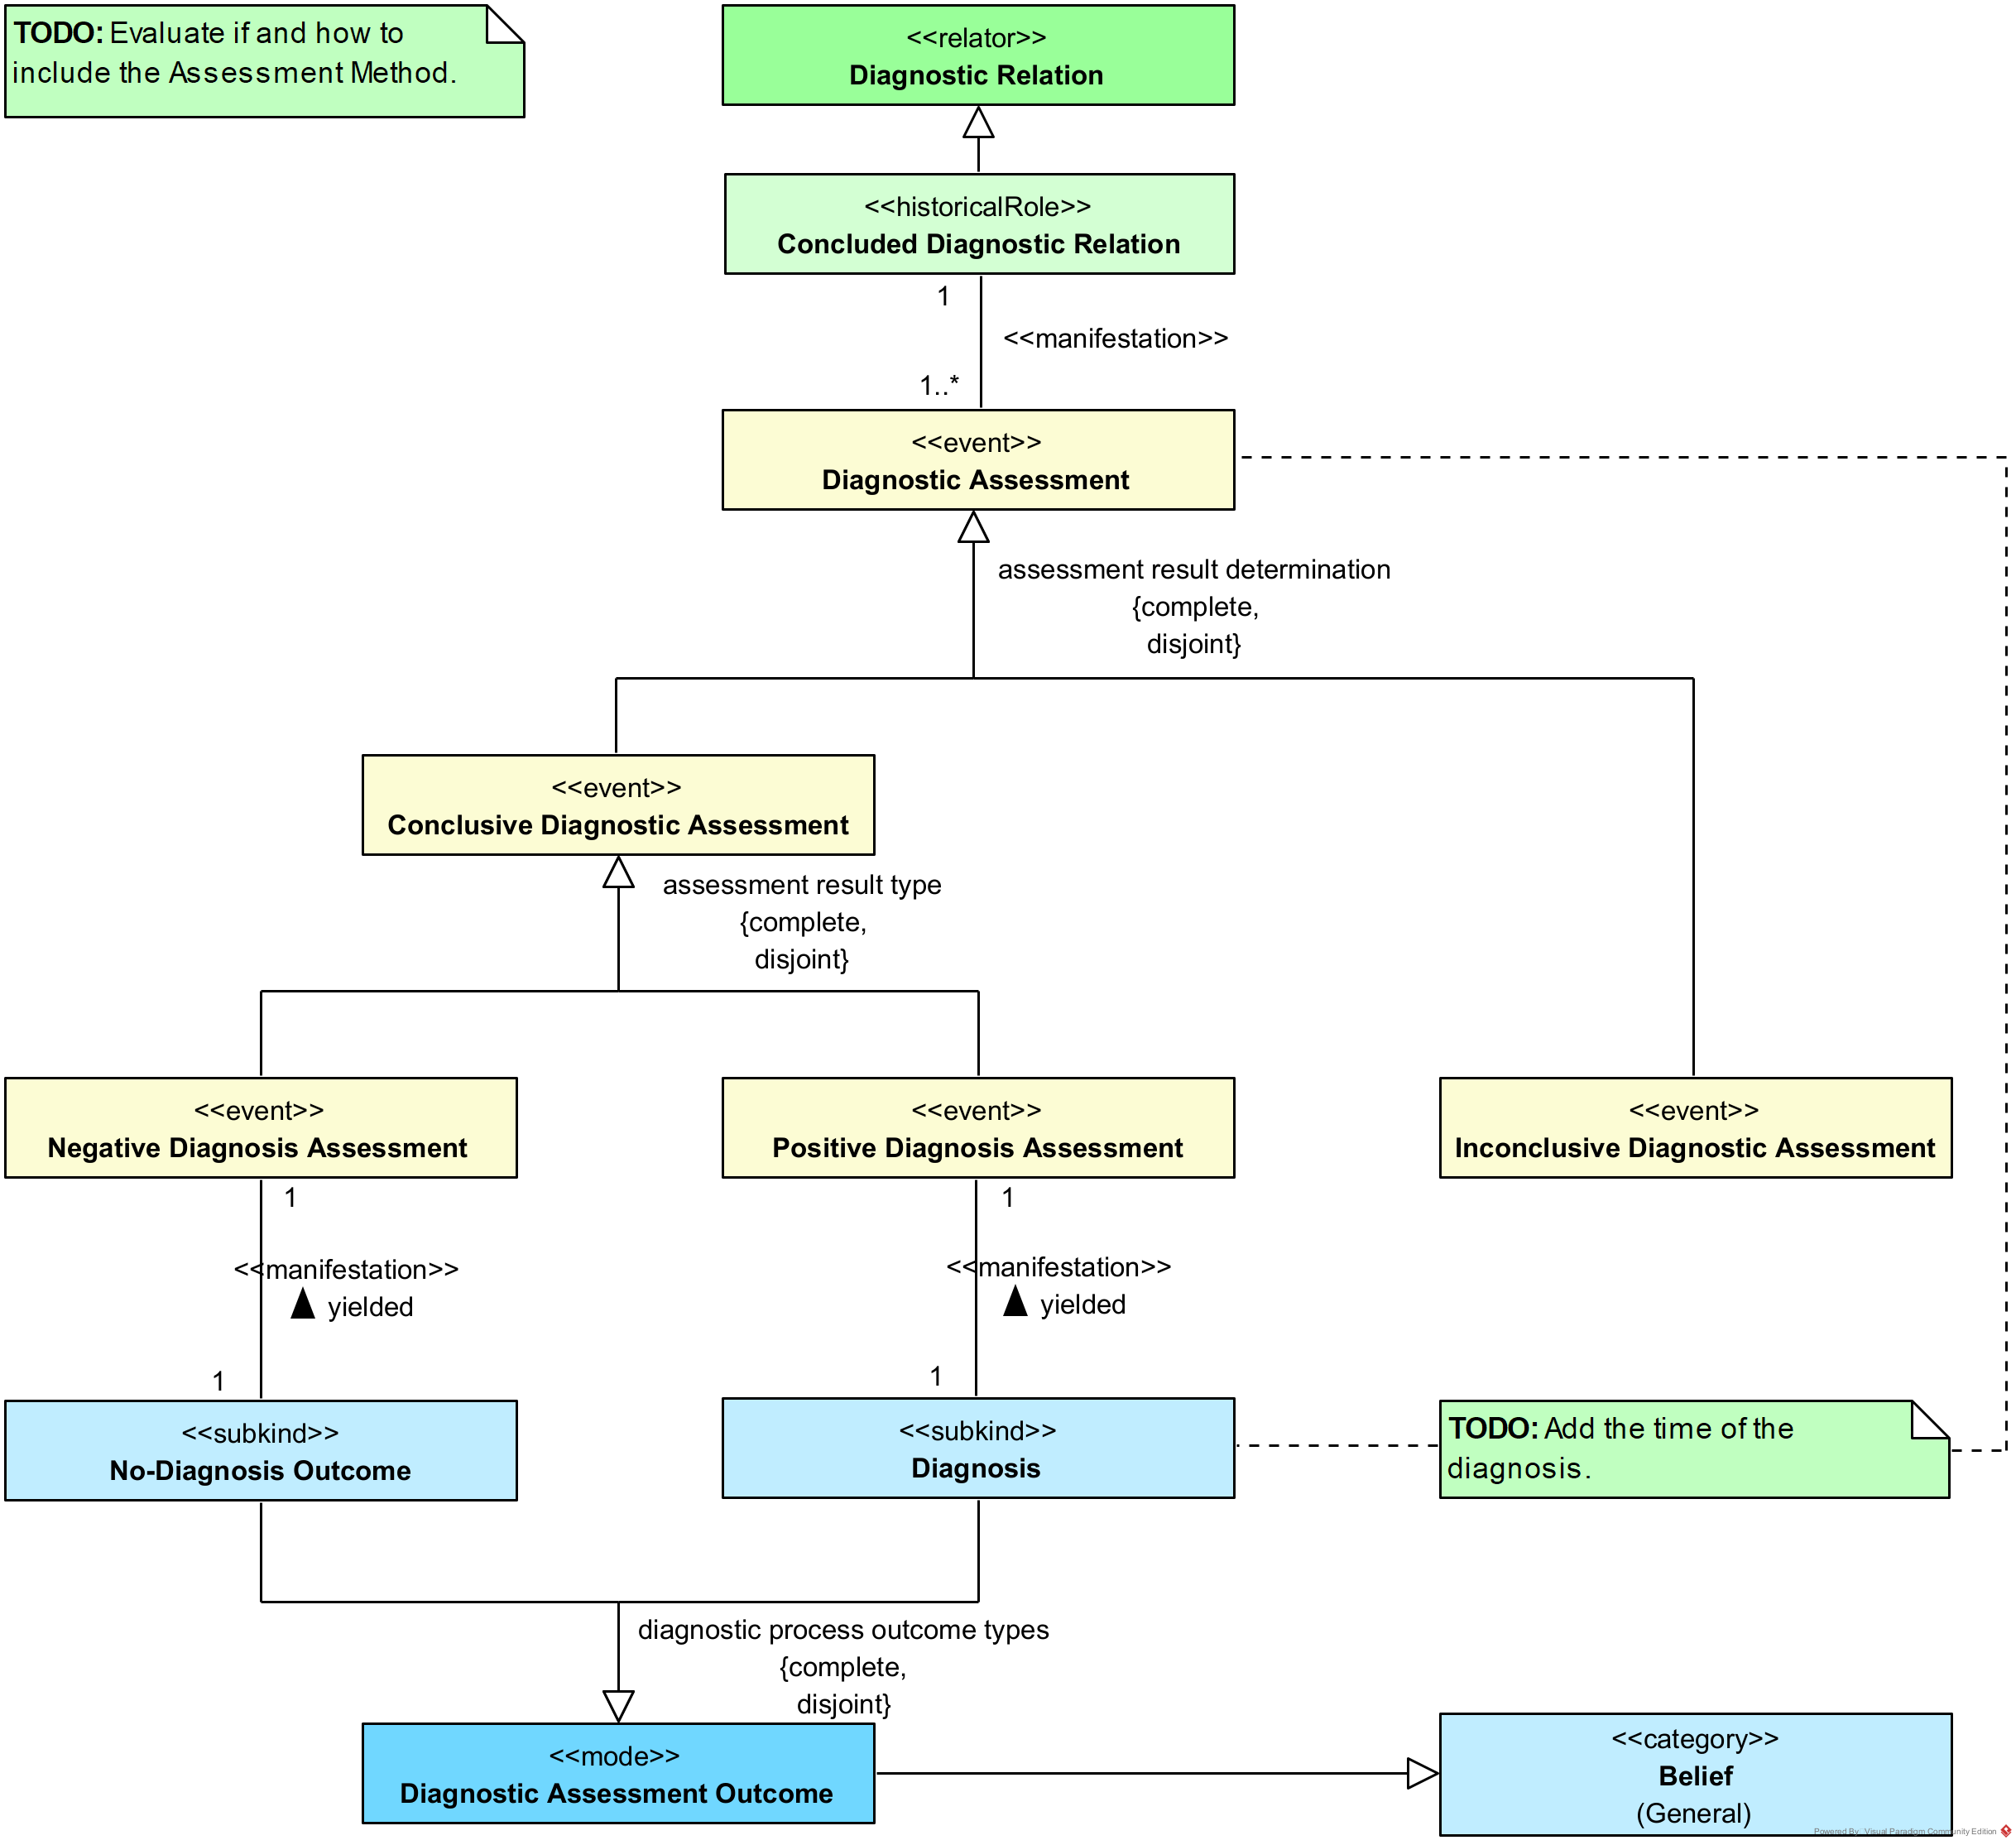 TODO: Evaluate if and how to
include the Assessment Method.
<<relator>>
Diagnostic Relation
<<historicalRole>>
Concluded Diagnostic Relation
1
<<manifestation>>
1..*
<<event>>
Diagnostic Assessment
assessment result determination
{complete,
disjoint}
<<event>>
Conclusive Diagnostic Assessment
assessment result type
{complete,
disjoint}
<<event>>
Negative Diagnosis Assessment
<<event>>
Positive Diagnosis Assessment
<<event>>
Inconclusive Diagnostic Assessment
1
<<manifestation>>
yielded
1
1
<<manifestation>>
yielded
1
<<subkind>>
No-Diagnosis Outcome
<<subkind>>
Diagnosis
TODO: Add the time of the
diagnosis.
diagnostic process outcome types
{complete,
disjoint}
<<mode>>
Diagnostic Assessment Outcome
<<category>>
Belief
(General)
Powered By: Visual Paradigm Community Edition